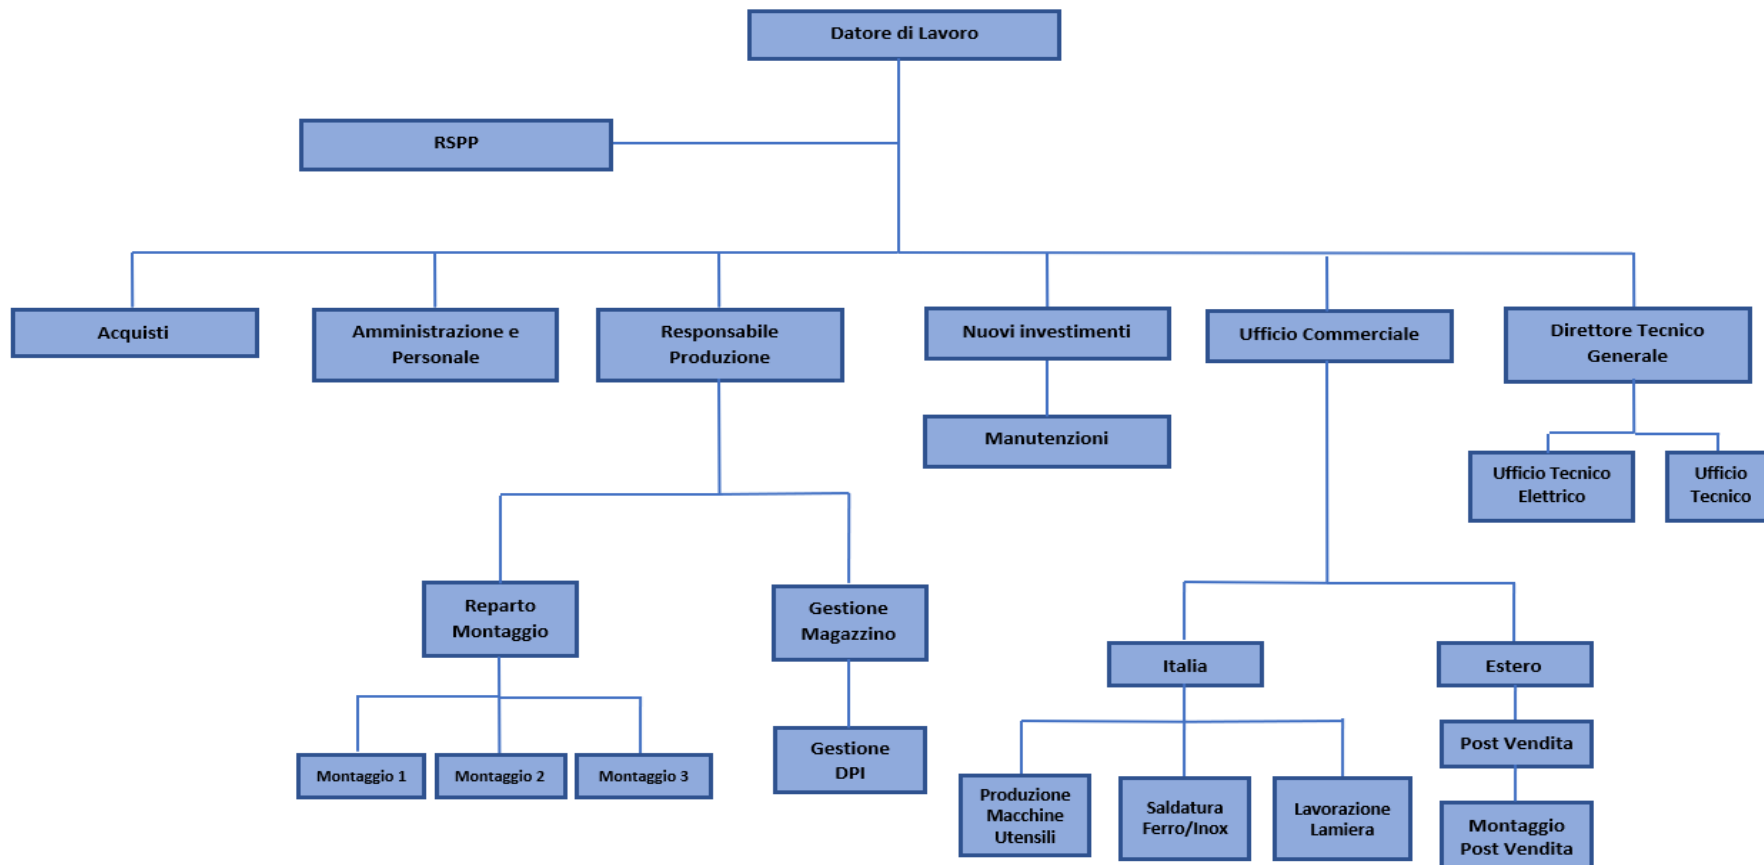 Datore di Lavoro
RSPP
Acquisti
Amministrazione e
Personale
Responsabile
Produzione
Nuovi investimenti
Ufficio Commerciale
Direttore Tecnico
Generale
Manutenzioni
Ufficio Tecnico
Elettrico
Ufficio
Tecnico
Reparto
Montaggio
Gestione
Magazzino
Italia
Estero
Montaggio 1
Montaggio 2
Montaggio 3
Gestione
DPI
Post Vendita
Produzione
Macchine
Utensili
Saldatura
Ferro/Inox
Lavorazione
Lamiera
Montaggio
Post Vendita